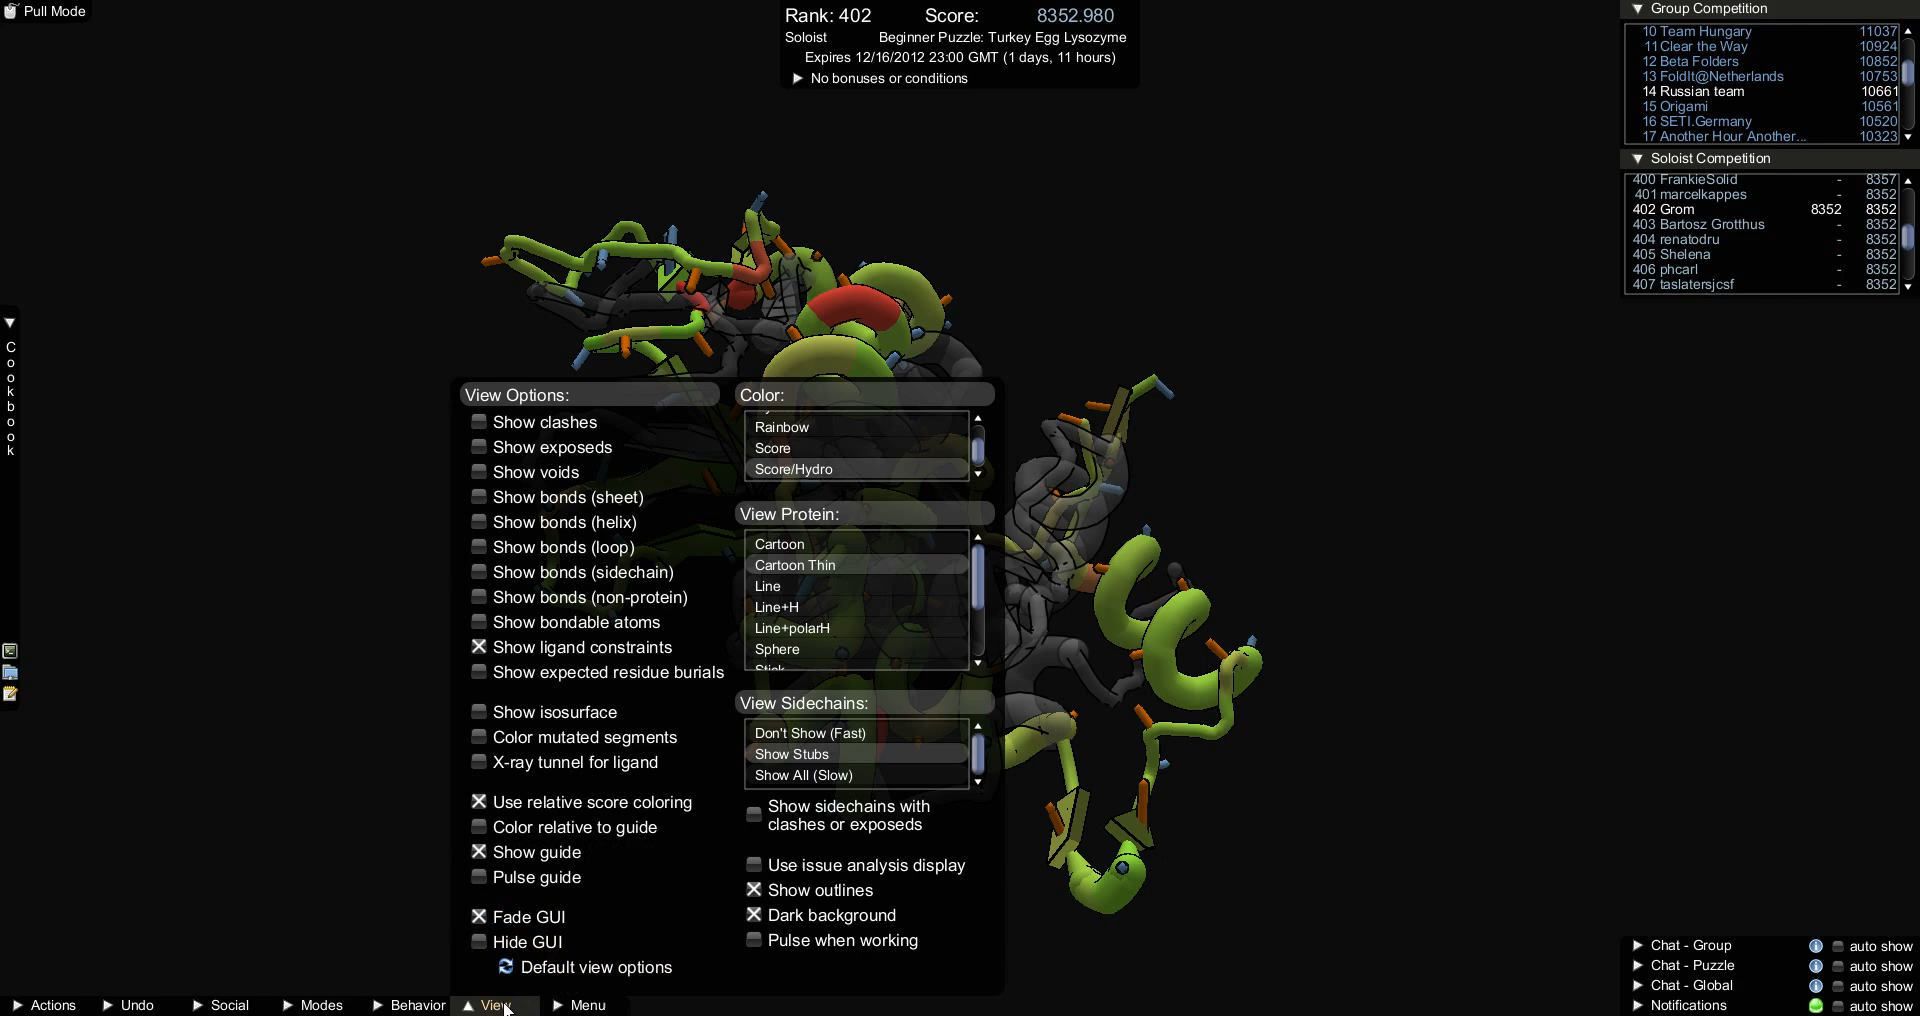 Pull Mode
Rank: 402 Score: 8352.980
Soloist Beginner Puzzle: Turkey Egg Lysozyme
Expires 12/16/2012 23:00 GMT (1 days, 11 hours)
No bonuses or conditions
Group Competition
10 Team Hungary 11037
11 Clear the Way 10924
12 Beta Folders 10852
13 FoldIt@Netherlands 10753
14 Russian team 10661
15 Origami 10561
16 SETI.Germany 10520
17 Another Hour Another... 10323
Soloist Competition
400 FrankieSolid - 8357
401 marcelkappes - 8352
402 Grom 8352 8352
403 Bartosz Grotthus - 8352
404 renatodru - 8352
405 Shelena - 8352
406 phcarl - 8352
407 taslatersjcsf - 8352
Cookbook
View Options:
Show clashes
Show exposeds
Show voids
Show bonds (sheet)
Show bonds (helix)
Show bonds (loop)
Show bonds (sidechain)
Show bonds (non-protein)
Show bondable atoms
Show ligand constraints
Show expected residue burials
Show isosurface
Color mutated segments
X-ray tunnel for ligand
Use relative score coloring
Color relative to guide
Show guide
Pulse guide
Fade GUI
Hide GUI
Default view options
Color:
Rainbow
Score
Score/Hydro
View Protein:
Cartoon
Cartoon Thin
Line
Line+H
Line+polarH
Sphere
Stick
View Sidechains:
Don't Show (Fast)
Show Stubs
Show All (Slow)
Show sidechains with
clashes or exposeds
Use issue analysis display
Show outlines
Dark background
Pulse when working
Chat - Group auto show
Chat - Puzzle auto show
Chat - Global auto show
Notifications auto show
Actions Undo Social Modes Behavior View Menu